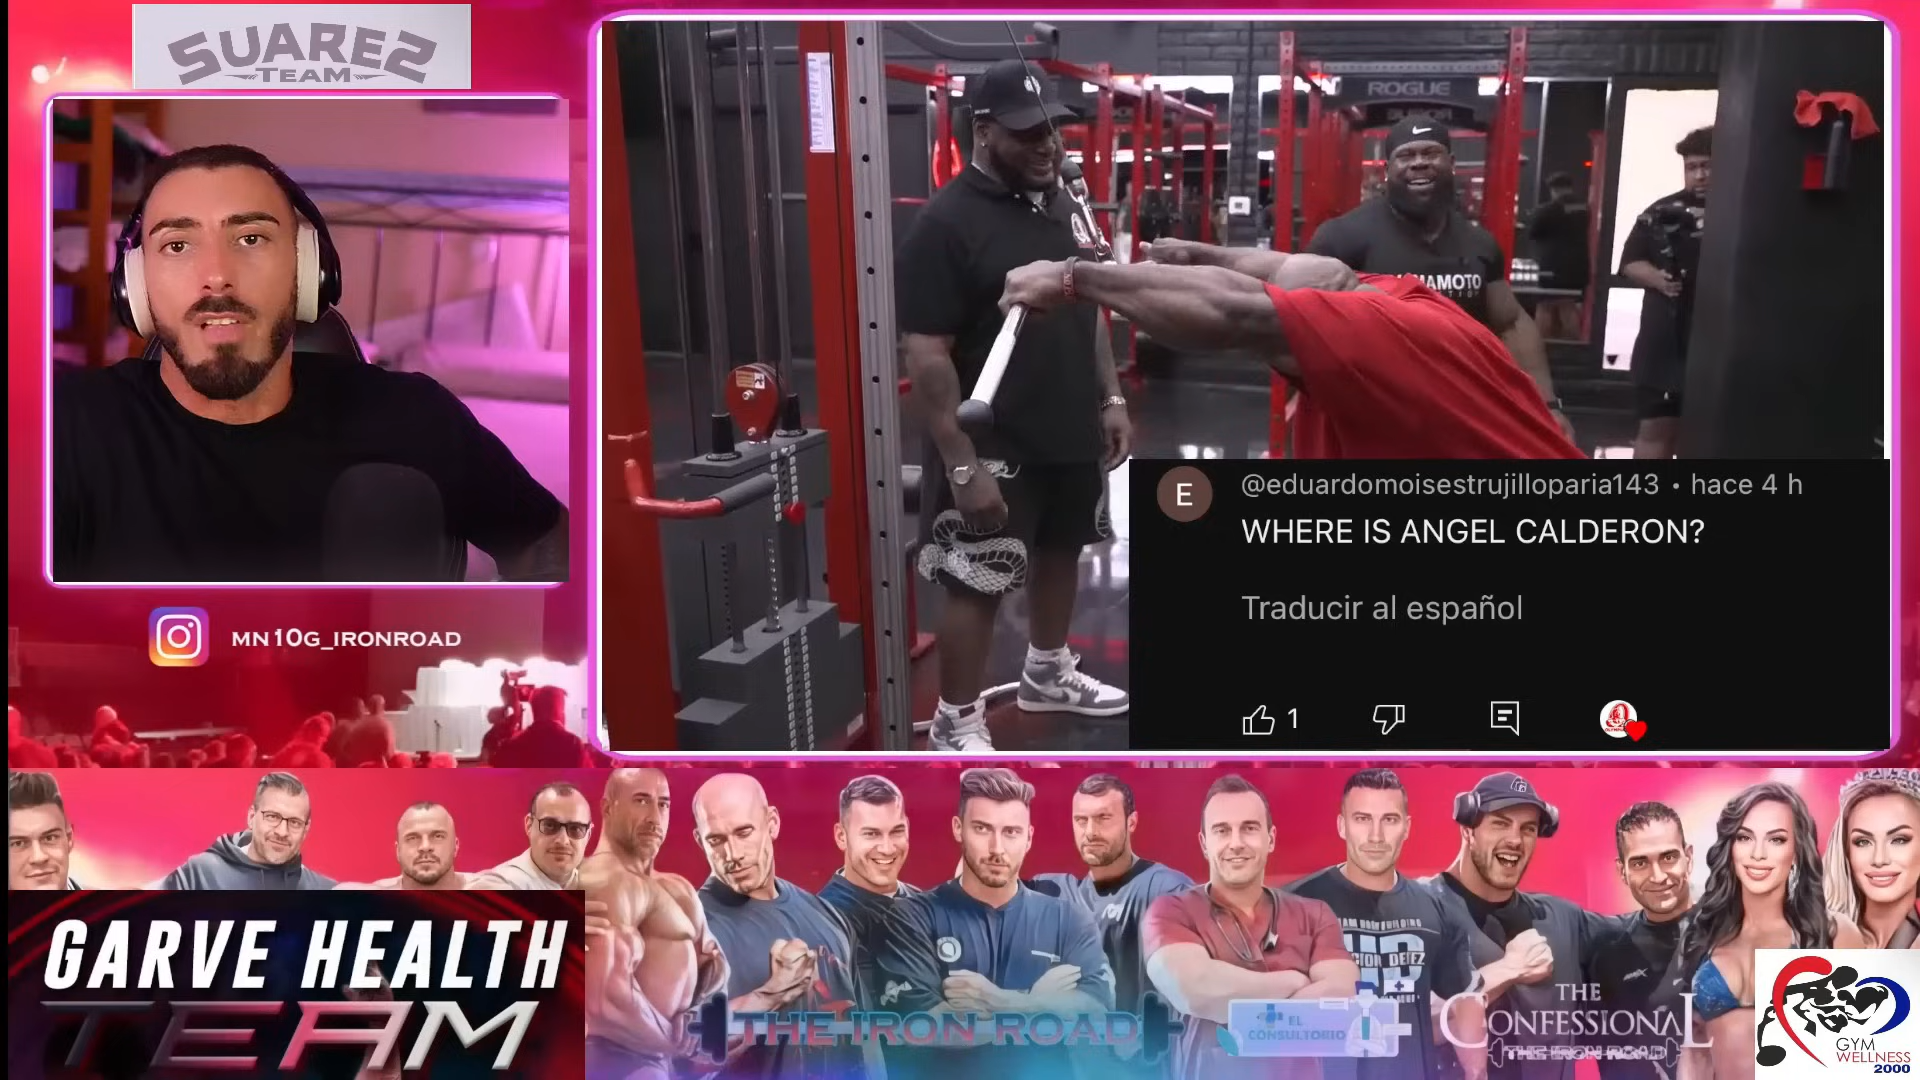 SUAREZ
TEAM
ROGUE
AMOTO
@eduardomoisestrujilloparia143 • hace 4 h
E
WHERE IS ANGEL CALDERON?
Traducir al español
1
MN10G_IRONROAD
GARVE HEALTH
TEAM
THE IRON ROAD
EL
CONSULTORIO
THE
CONFESSIONAL
THE IRON ROAD
GYM
WELLNESS
2000